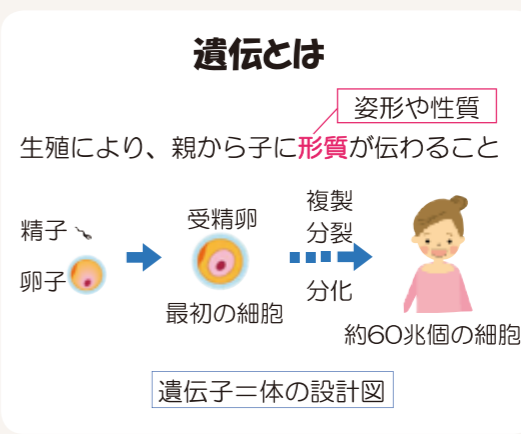 遺伝とは
姿形や性質
生殖により、親から子に形質が伝わること
精子
卵子
受精卵
最初の細胞
複製
分裂
分化
約60兆個の細胞
遺伝子＝体の設計図